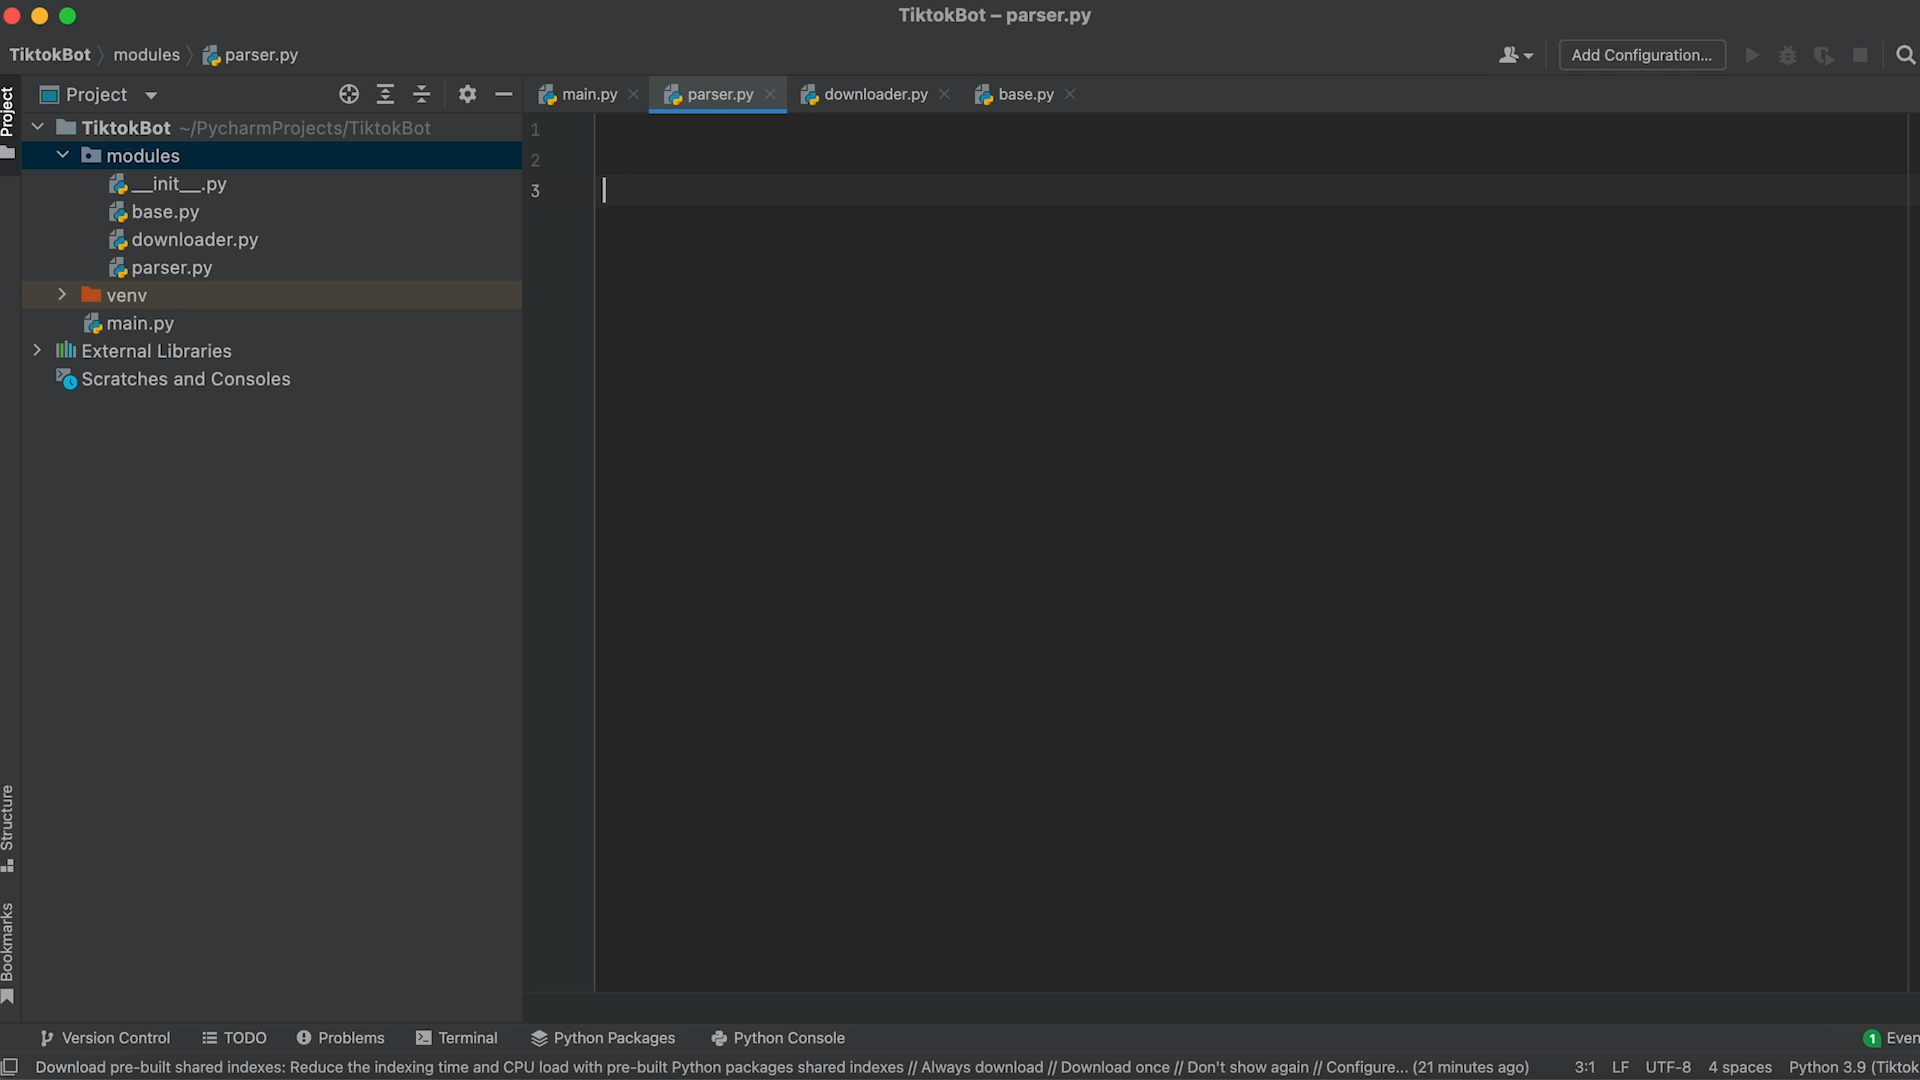 TiktokBot – parser.py
TiktokBot modules parser.py
Add Configuration...
Project
Project
main.py parser.py downloader.py base.py
TiktokBot ~/PycharmProjects/TiktokBot
modules
__init__.py
base.py
downloader.py
parser.py
venv
main.py
External Libraries
Scratches and Consoles
1
2
3
Structure
Bookmarks
Version Control TODO Problems Terminal Python Packages Python Console 1 Even
Download pre-built shared indexes: Reduce the indexing time and CPU load with pre-built Python packages shared indexes // Always download // Download once // Don't show again // Configure... (21 minutes ago) 3:1 LF UTF-8 4 spaces Python 3.9 (Tiktok